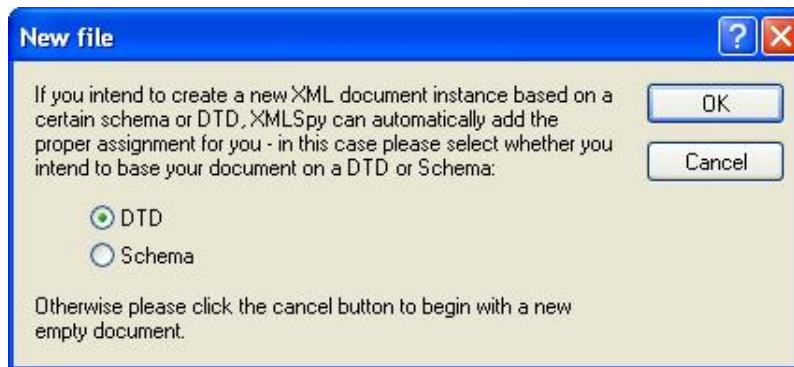 New file
If you intend to create a new XML document instance based on a
certain schema or DTD, XMLSpy can automatically add the
proper assignment for you - in this case please select whether you
intend to base your document on a DTD or Schema:
OK
Cancel
DTD
Schema
Otherwise please click the cancel button to begin with a new
empty document.